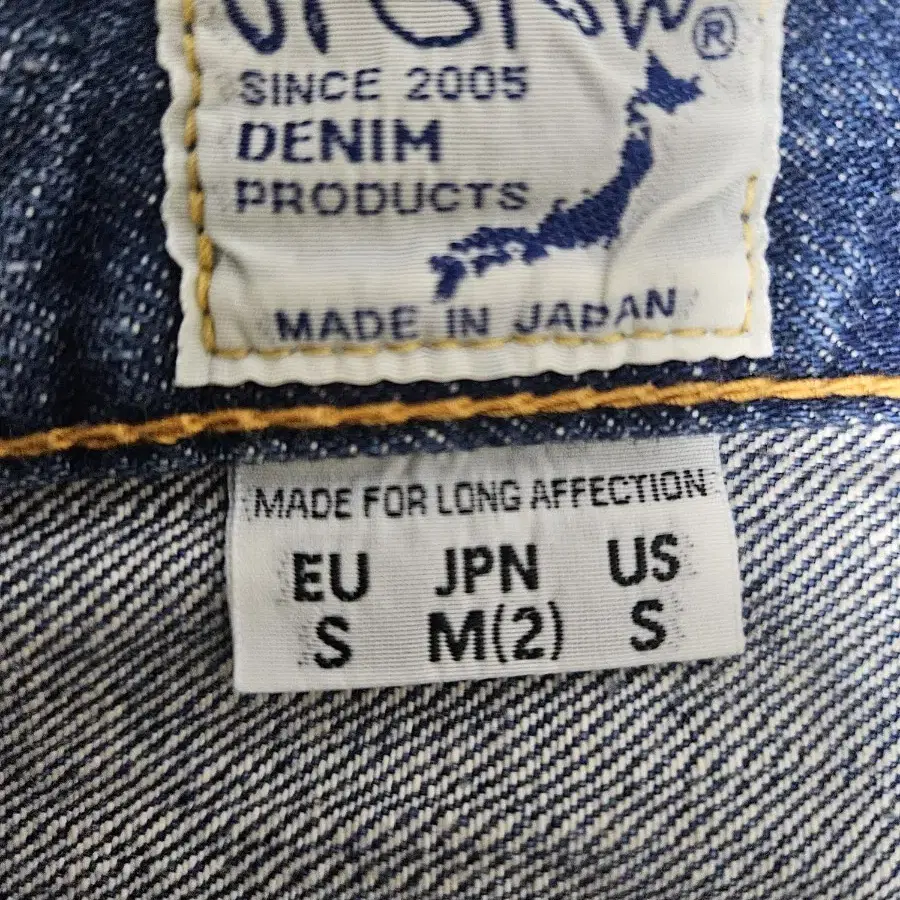 ®
SINCE 2005
DENIM
PRODUCTS
MADE IN JAPAN
MADE FOR LONG AFFECTION
EU JPN US
S M(2) S